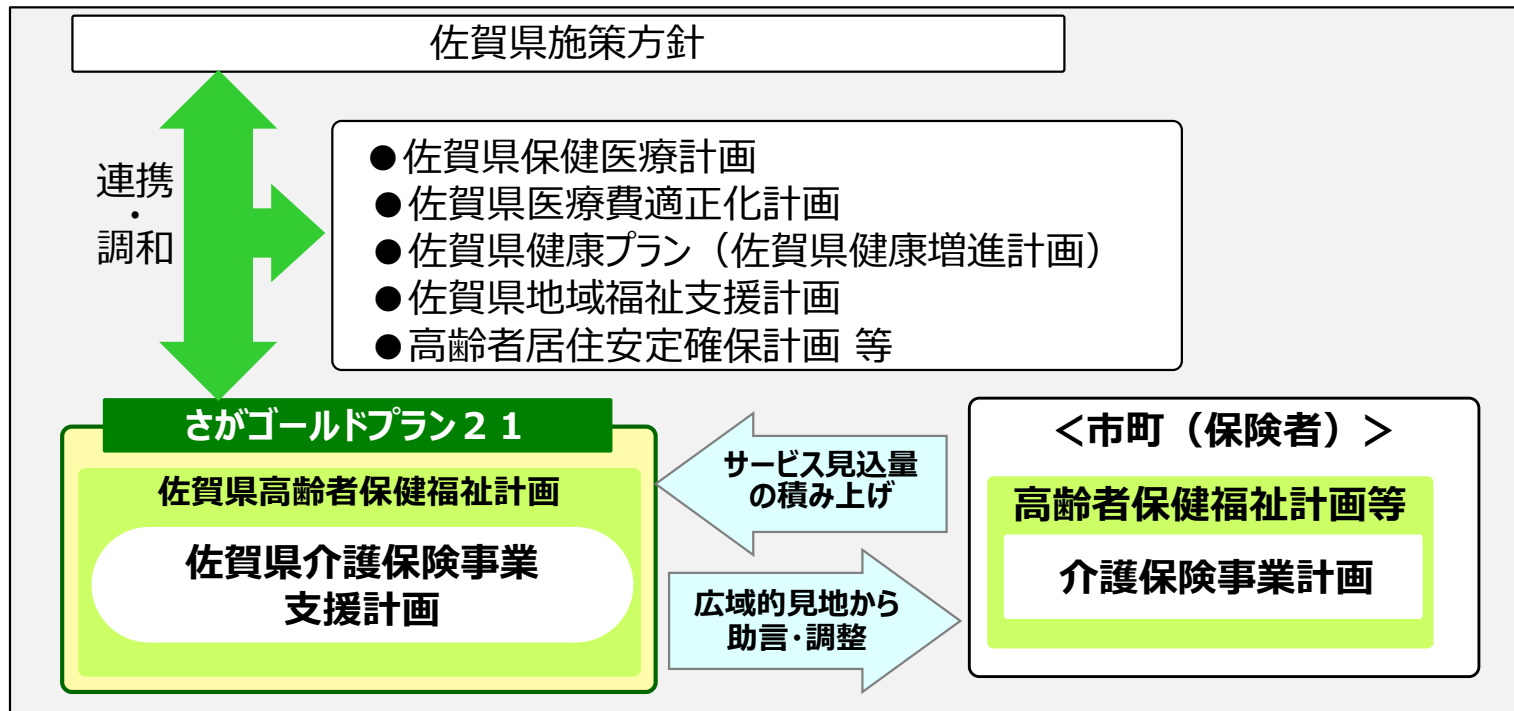 佐賀県施策方針
連携
・
調和
●佐賀県保健医療計画
●佐賀県医療費適正化計画
●佐賀県健康プラン（佐賀県健康増進計画）
●佐賀県地域福祉支援計画
●高齢者居住安定確保計画 等
さがゴールドプラン２１
佐賀県高齢者保健福祉計画
佐賀県介護保険事業
支援計画
サービス見込量
の積み上げ
広域的見地から
助言・調整
＜市町（保険者）＞
高齢者保健福祉計画等
介護保険事業計画